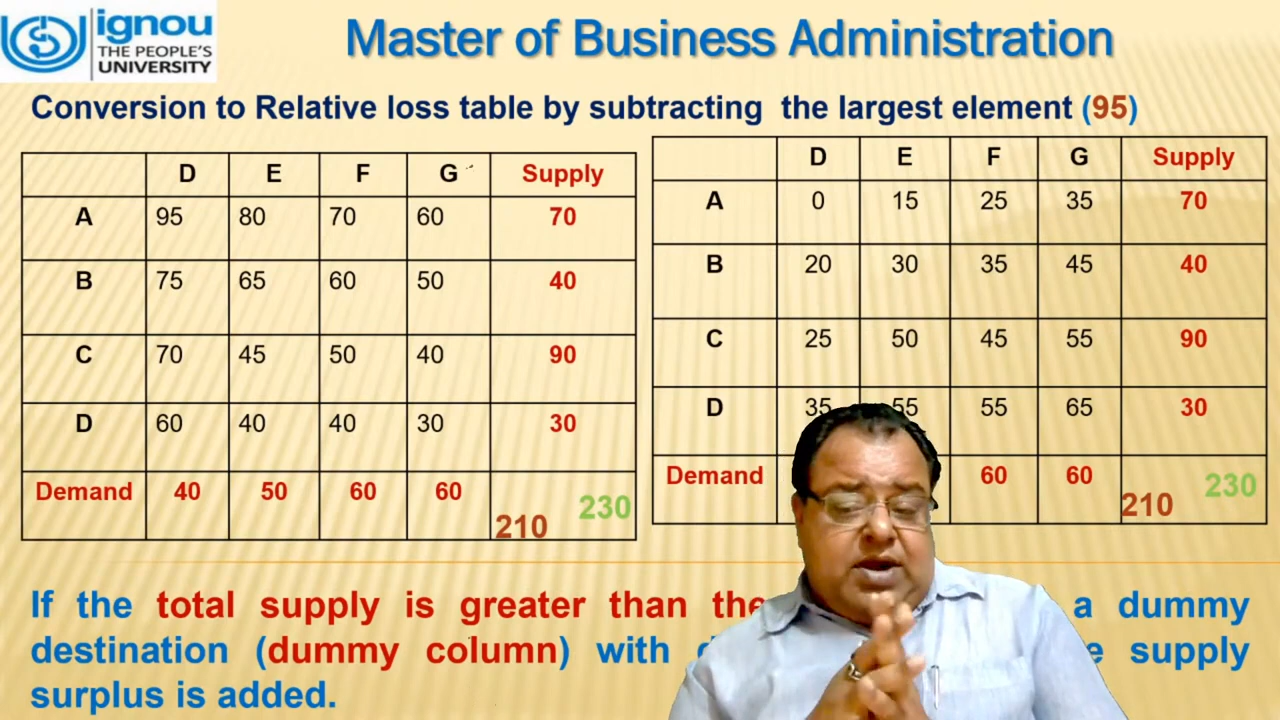 ignou
THE PEOPLE'S
UNIVERSITY
Master of Business Administration
Conversion to Relative loss table by subtracting the largest element (95)
D E F G Supply
A 95 80 70 60 70
B 75 65 60 50 40
C 70 45 50 40 90
D 60 40 40 30 30
Demand 40 50 60 60 210 230
D E F G Supply
A 0 15 25 35 70
B 20 30 35 45 40
C 25 50 45 55 90
D 35 55 55 65 30
Demand 60 60 210 230
If the total supply is greater than the a dummy
destination (dummy column) with supply
surplus is added.